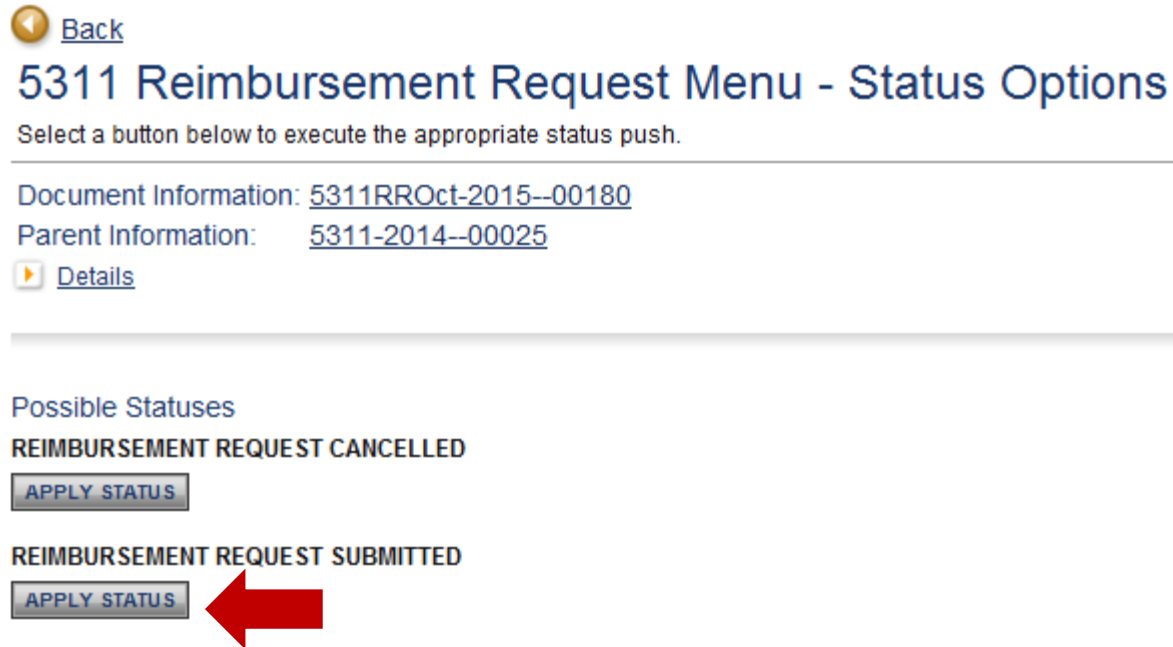 Back
5311 Reimbursement Request Menu - Status Options
Select a button below to execute the appropriate status push.
Document Information: 5311RROct-2015--00180
Parent Information: 5311-2014--00025
Details
Possible Statuses
REIMBURSEMENT REQUEST CANCELLED
APPLY STATUS
REIMBURSEMENT REQUEST SUBMITTED
APPLY STATUS